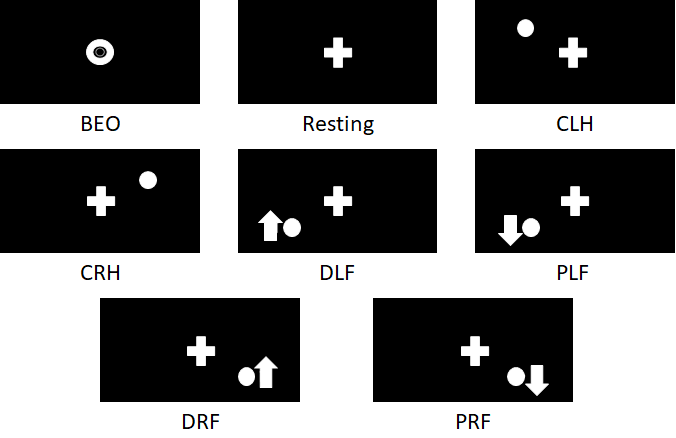 BEO
Resting
CLH
CRH
DLF
PLF
DRF
PRF